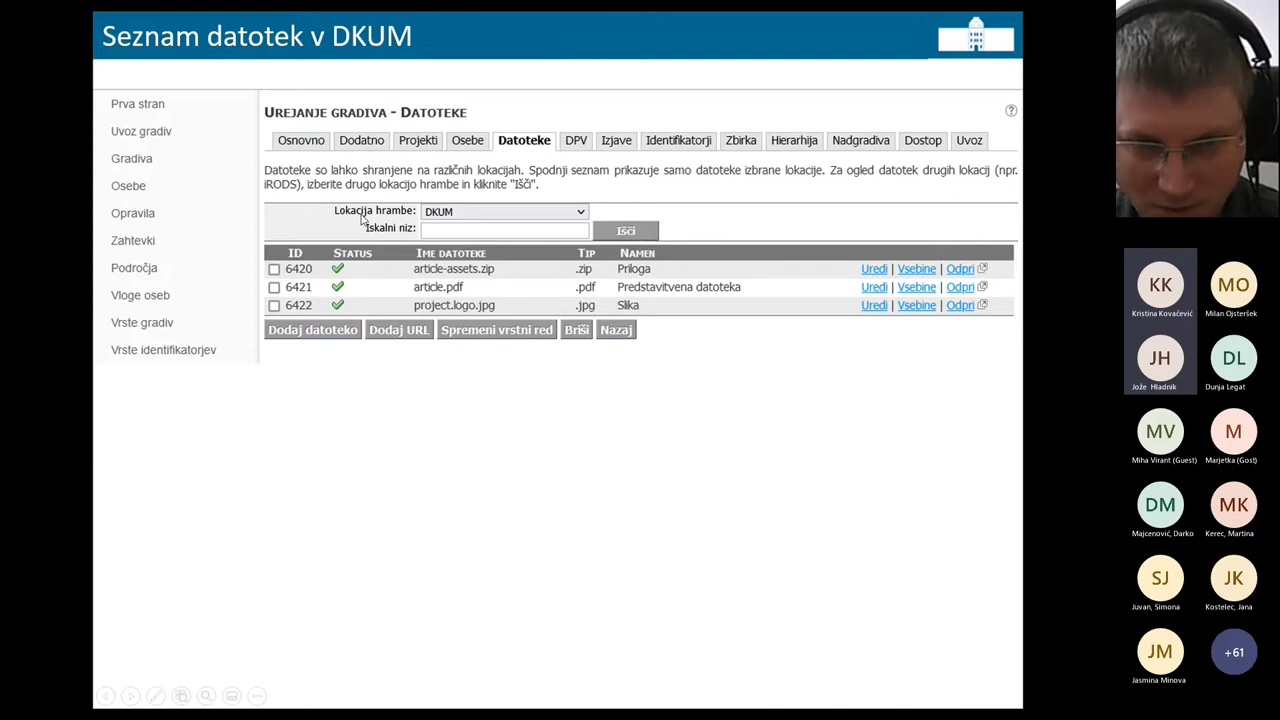 Seznam datotek v DKUM
Prva stran
Uvoz gradiv
Gradiva
Osebe
Opravila
Zahtevki
Področja
Vloge oseb
Vrste gradiv
Vrste identifikatorjev
Urejanje gradiva - Datoteke
Osnovno Dodatno Projekti Osebe Datoteke DPV Izjave Identifikatorji Zbirka Hierarhija Nadgradiva Dostop Uvoz
Datoteke so lahko shranjene na različnih lokacijah. Spodnji seznam prikazuje samo datoteke izbrane lokacije. Za ogled datotek drugih lokacij (npr.
iRODS), izberite drugo lokacijo hrambe in kliknite "Išči".
Lokacija hrambe: DKUM
Iskalni niz: Išči
ID Status Ime datoteke Tip Namen
6420 article-assets.zip .zip Priloga Uredi | Vsebine | Odpri
6421 article.pdf .pdf Predstavitvena datoteka Uredi | Vsebine | Odpri
6422 project.logo.jpg .jpg Slika Uredi | Vsebine | Odpri
Dodaj datoteko Dodaj URL Spremeni vrstni red Briši Nazaj
KK MO
Kristina Kovačević Milan Ojsteršek
JH DL
Jože Hladnik Dunja Legat
MV M
Miha Virant (Guest) Marjetka (Gost)
DM MK
Majcenović, Darko Kerec, Martina
SJ JK
Juvan, Simona Kostelec, Jana
JM +61
Jasmina Minova